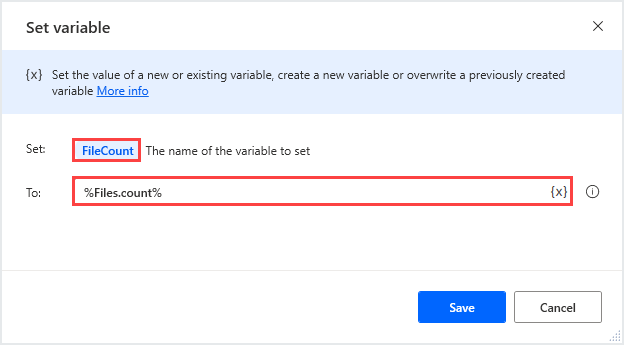 Set variable
{x} Set the value of a new or existing variable, create a new variable or overwrite a previously created
variable More info
Set: FileCount The name of the variable to set
To: %Files.count% {x}
Save Cancel